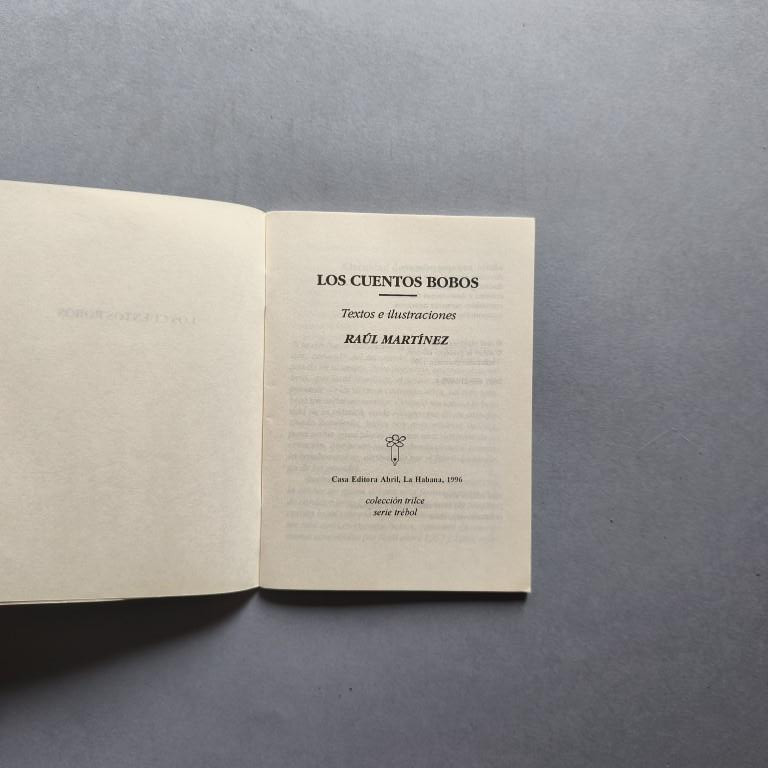 LOS CUENTOS BOBOS
Textos e ilustraciones
RAÚL MARTÍNEZ
Casa Editora Abril, La Habana, 1996
colección trilce
serie trébol